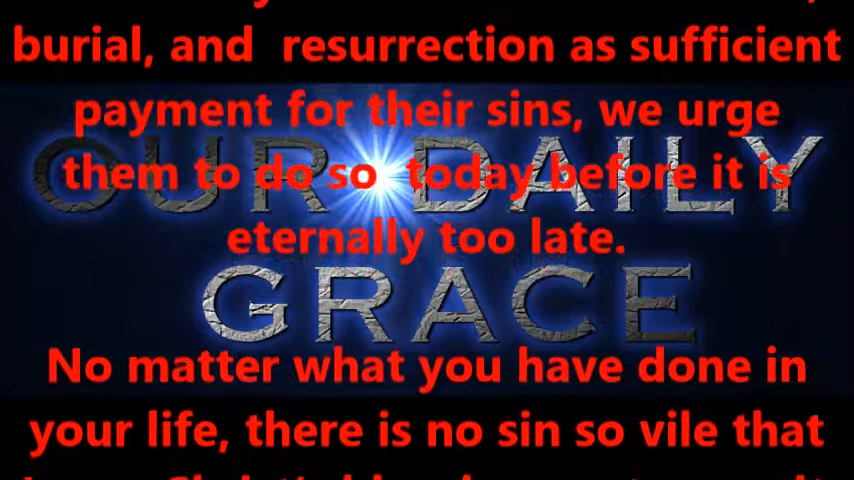 burial, and resurrection as sufficient
payment for their sins, we urge
them to do so today before it is
eternally too late.
OUR DAILY
GRACE
No matter what you have done in
your life, there is no sin so vile that